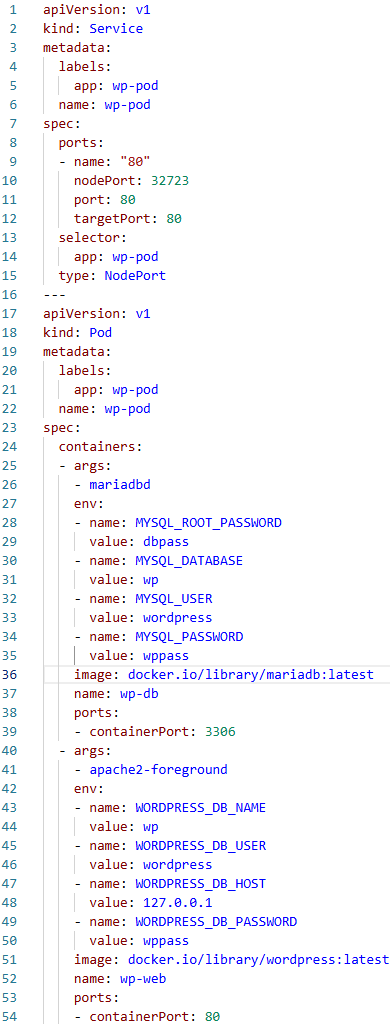 1 apiVersion: v1
2 kind: Service
3 metadata:
4   labels:
5     app: wp-pod
6   name: wp-pod
7 spec:
8   ports:
9   - name: "80"
10     nodePort: 32723
11     port: 80
12     targetPort: 80
13   selector:
14     app: wp-pod
15   type: NodePort
16 ---
17 apiVersion: v1
18 kind: Pod
19 metadata:
20   labels:
21     app: wp-pod
22   name: wp-pod
23 spec:
24   containers:
25   - args:
26     - mariadbd
27     env:
28     - name: MYSQL_ROOT_PASSWORD
29       value: dbpass
30     - name: MYSQL_DATABASE
31       value: wp
32     - name: MYSQL_USER
33       value: wordpress
34     - name: MYSQL_PASSWORD
35       value: wppass
36     image: docker.io/library/mariadb:latest
37     name: wp-db
38     ports:
39     - containerPort: 3306
40   - args:
41     - apache2-foreground
42     env:
43     - name: WORDPRESS_DB_NAME
44       value: wp
45     - name: WORDPRESS_DB_USER
46       value: wordpress
47     - name: WORDPRESS_DB_HOST
48       value: 127.0.0.1
49     - name: WORDPRESS_DB_PASSWORD
50       value: wppass
51     image: docker.io/library/wordpress:latest
52     name: wp-web
53     ports:
54     - containerPort: 80